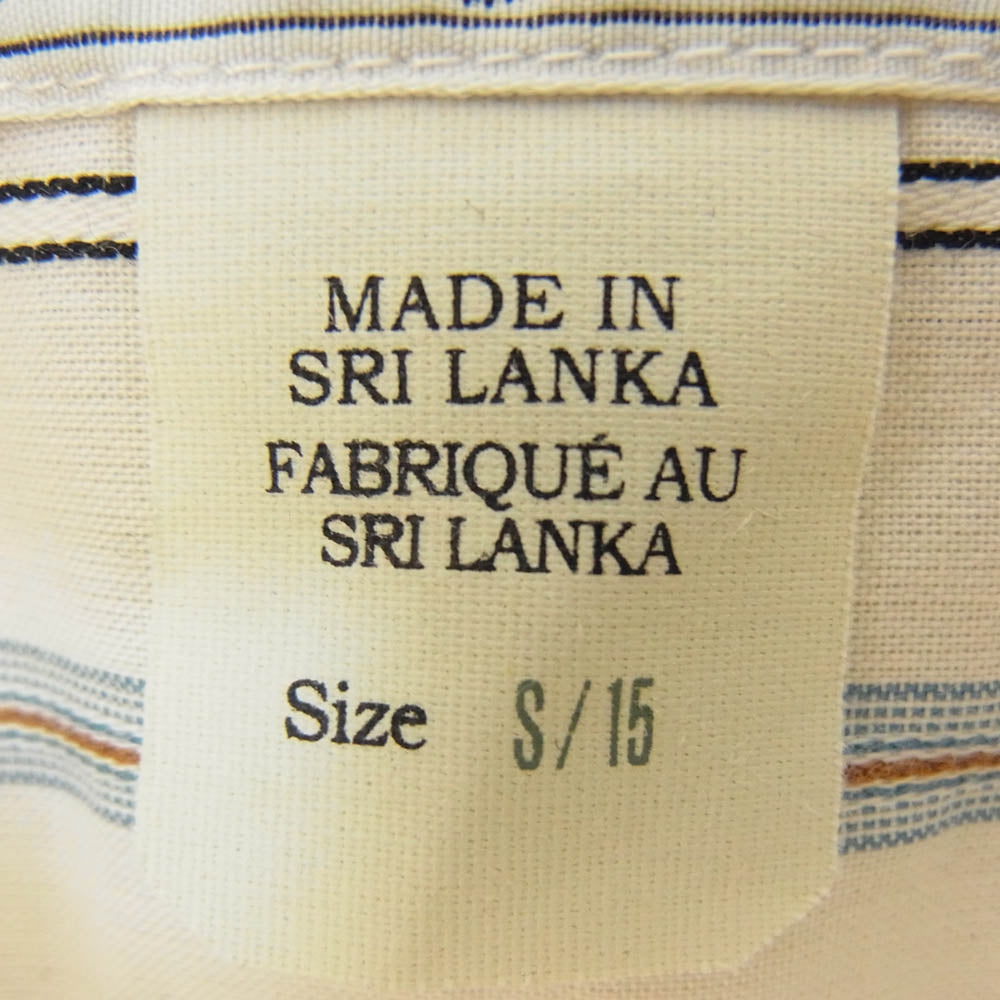 MADE IN
SRI LANKA
FABRIQUÉ AU
SRI LANKA
Size S/15